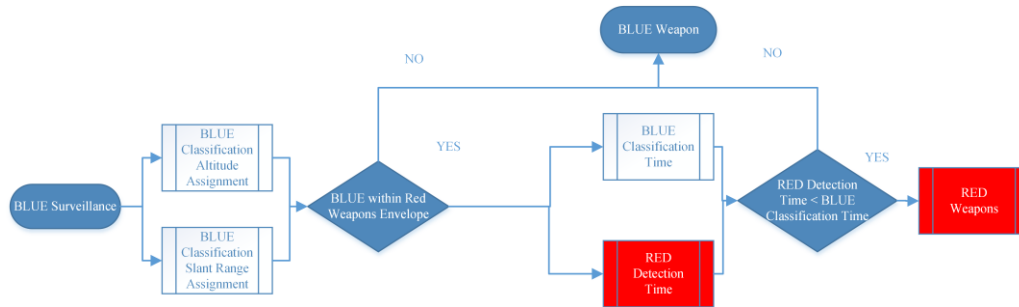 BLUE Weapon
NO
NO
BLUE
Classification
Altitude
Assignment
YES
BLUE
Classification
Time
YES
BLUE Surveillance
BLUE within Red
Weapons Envelope
RED Detection
Time < BLUE
Classification Time
RED
Weapons
BLUE
Classification
Slant Range
Assignment
RED
Detection
Time